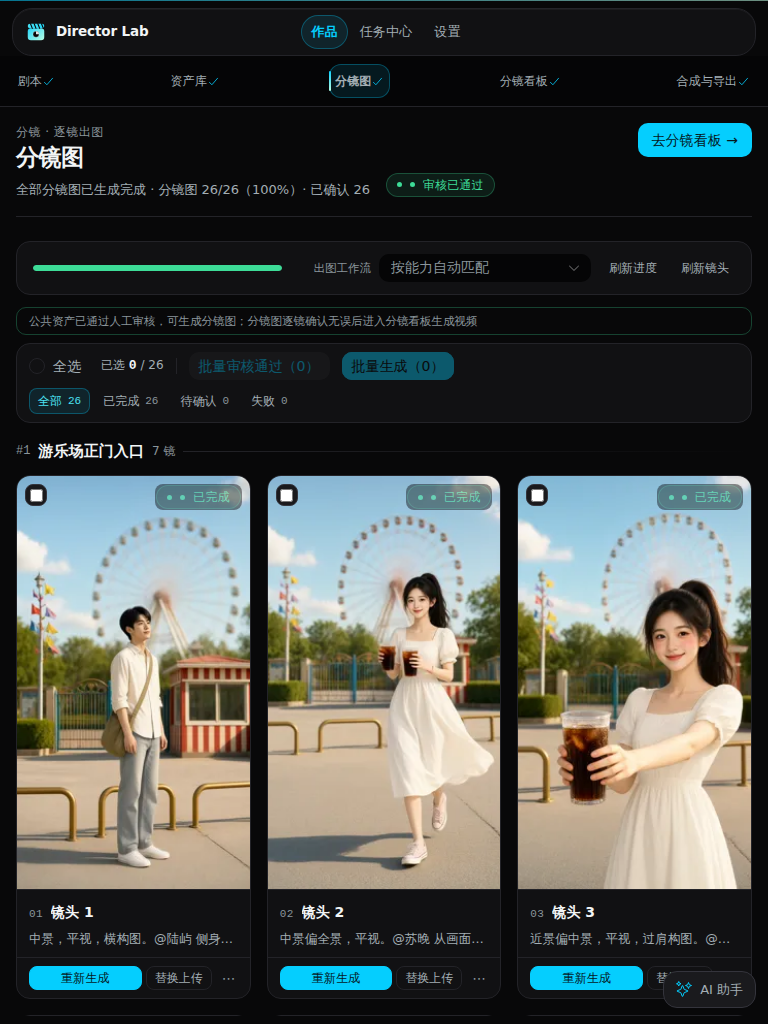 Director Lab 作品 任务中心 设置
剧本 资产库 分镜图 分镜看板 合成与导出
分镜 · 逐镜出图
分镜图
去分镜看板 →
全部分镜图已生成完成 · 分镜图 26/26（100%）· 已确认 26 审核已通过
出图工作流 按能力自动匹配 刷新进度 刷新镜头
公共资产已通过人工审核，可生成分镜图；分镜图逐镜确认无误后进入分镜看板生成视频
全选 已选 0 / 26 批量审核通过（0） 批量生成（0）
全部 26 已完成 26 待确认 0 失败 0
#1 游乐场正门入口 7 镜
已完成 已完成 已完成
01 镜头 1 02 镜头 2 03 镜头 3
中景，平视，横构图。@陆屿 侧身… 中景偏全景，平视。@苏晚 从画面… 近景偏中景，平视，过肩构图。@…
重新生成 替换上传 ··· 重新生成 替换上传 ··· 重新生成 替
AI 助手